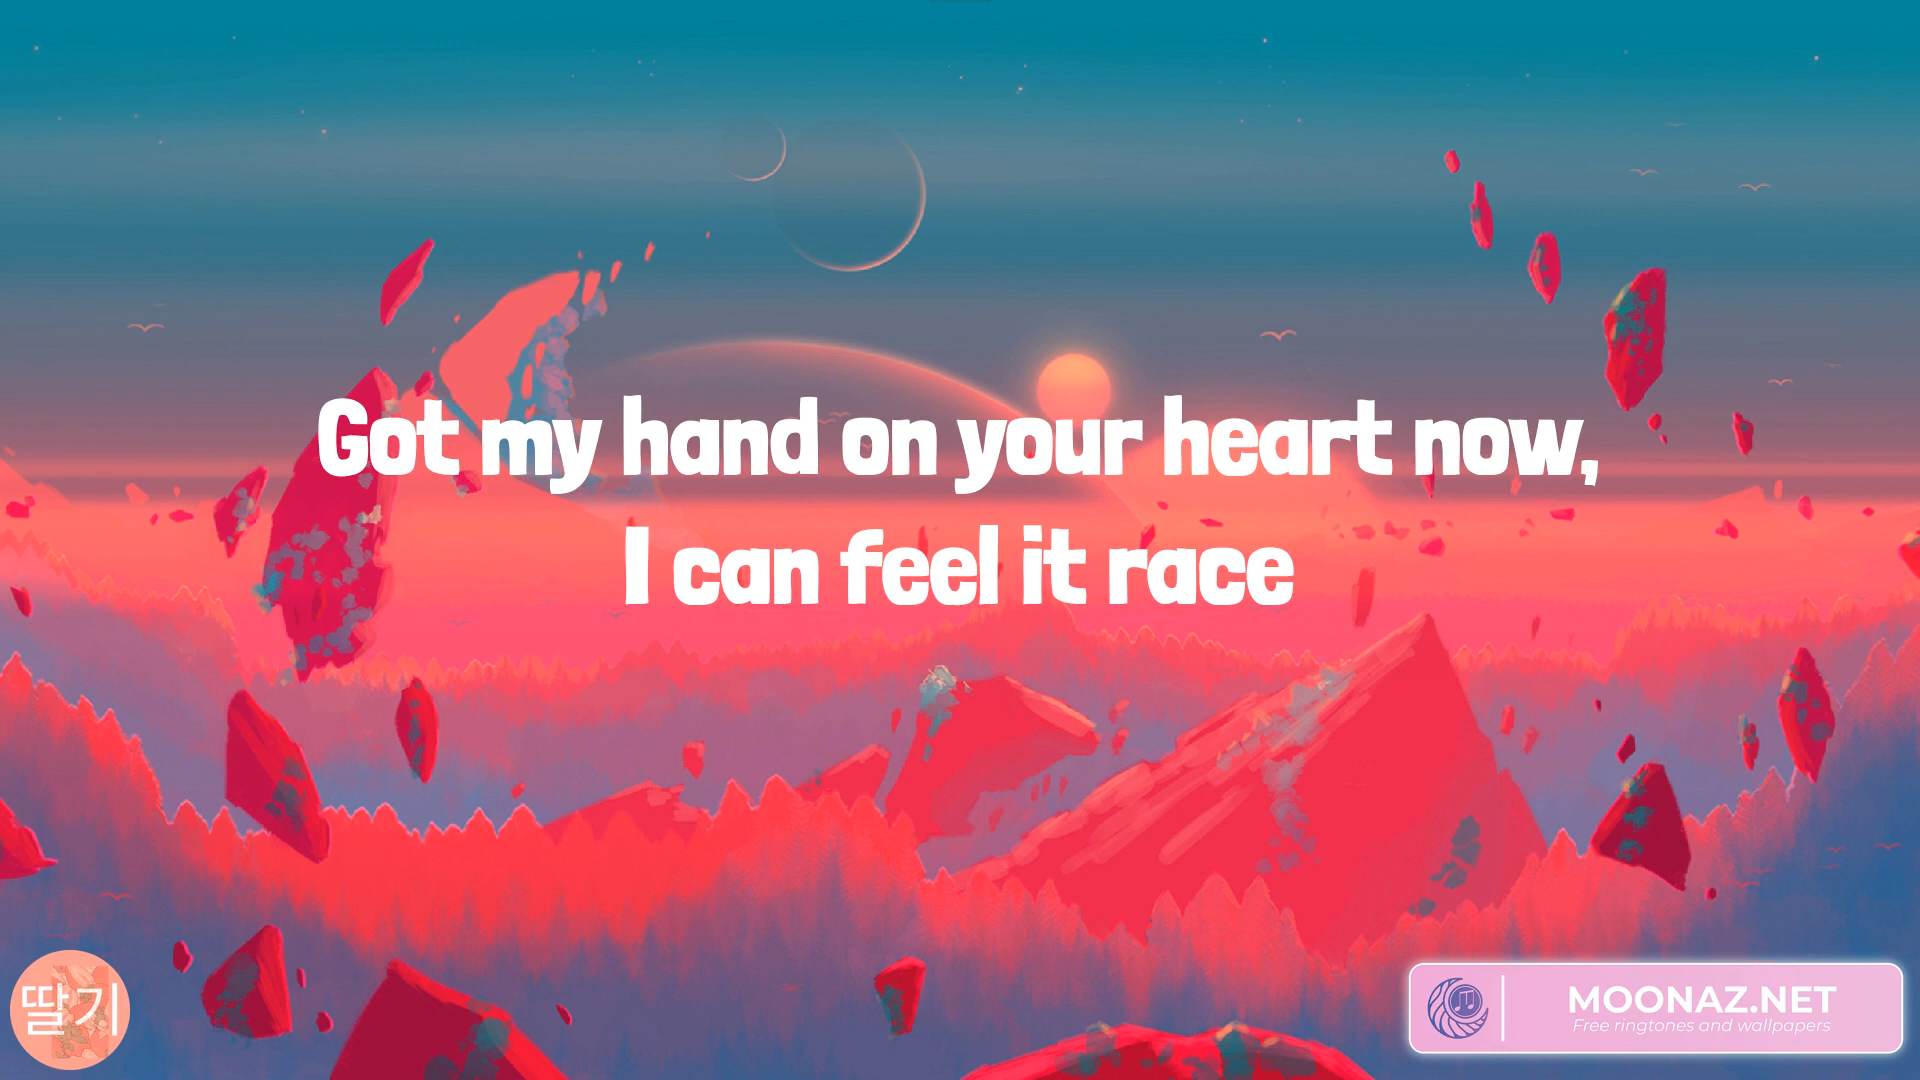 Got my hand on your heart now,
I can feel it race
딸기
MOONAZ.NET
Free ringtones and wallpapers